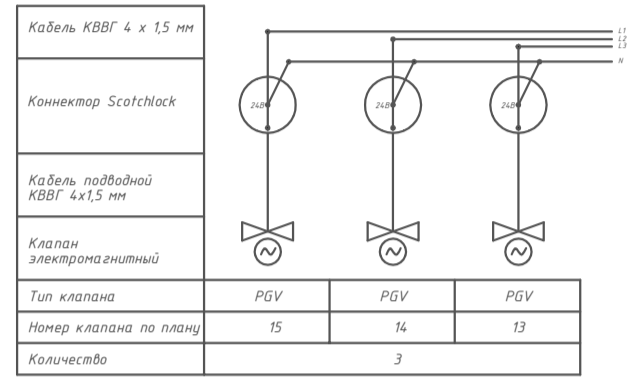 Кабель КВВГ 4 х 1,5 мм
L1
L2
L3
N
Коннектор Scotchlock
24В
24В
24В
Кабель подводной
КВВГ 4х1,5 мм
Клапан
электромагнитный
Тип клапана PGV PGV PGV
Номер клапана по плану 15 14 13
Количество 3